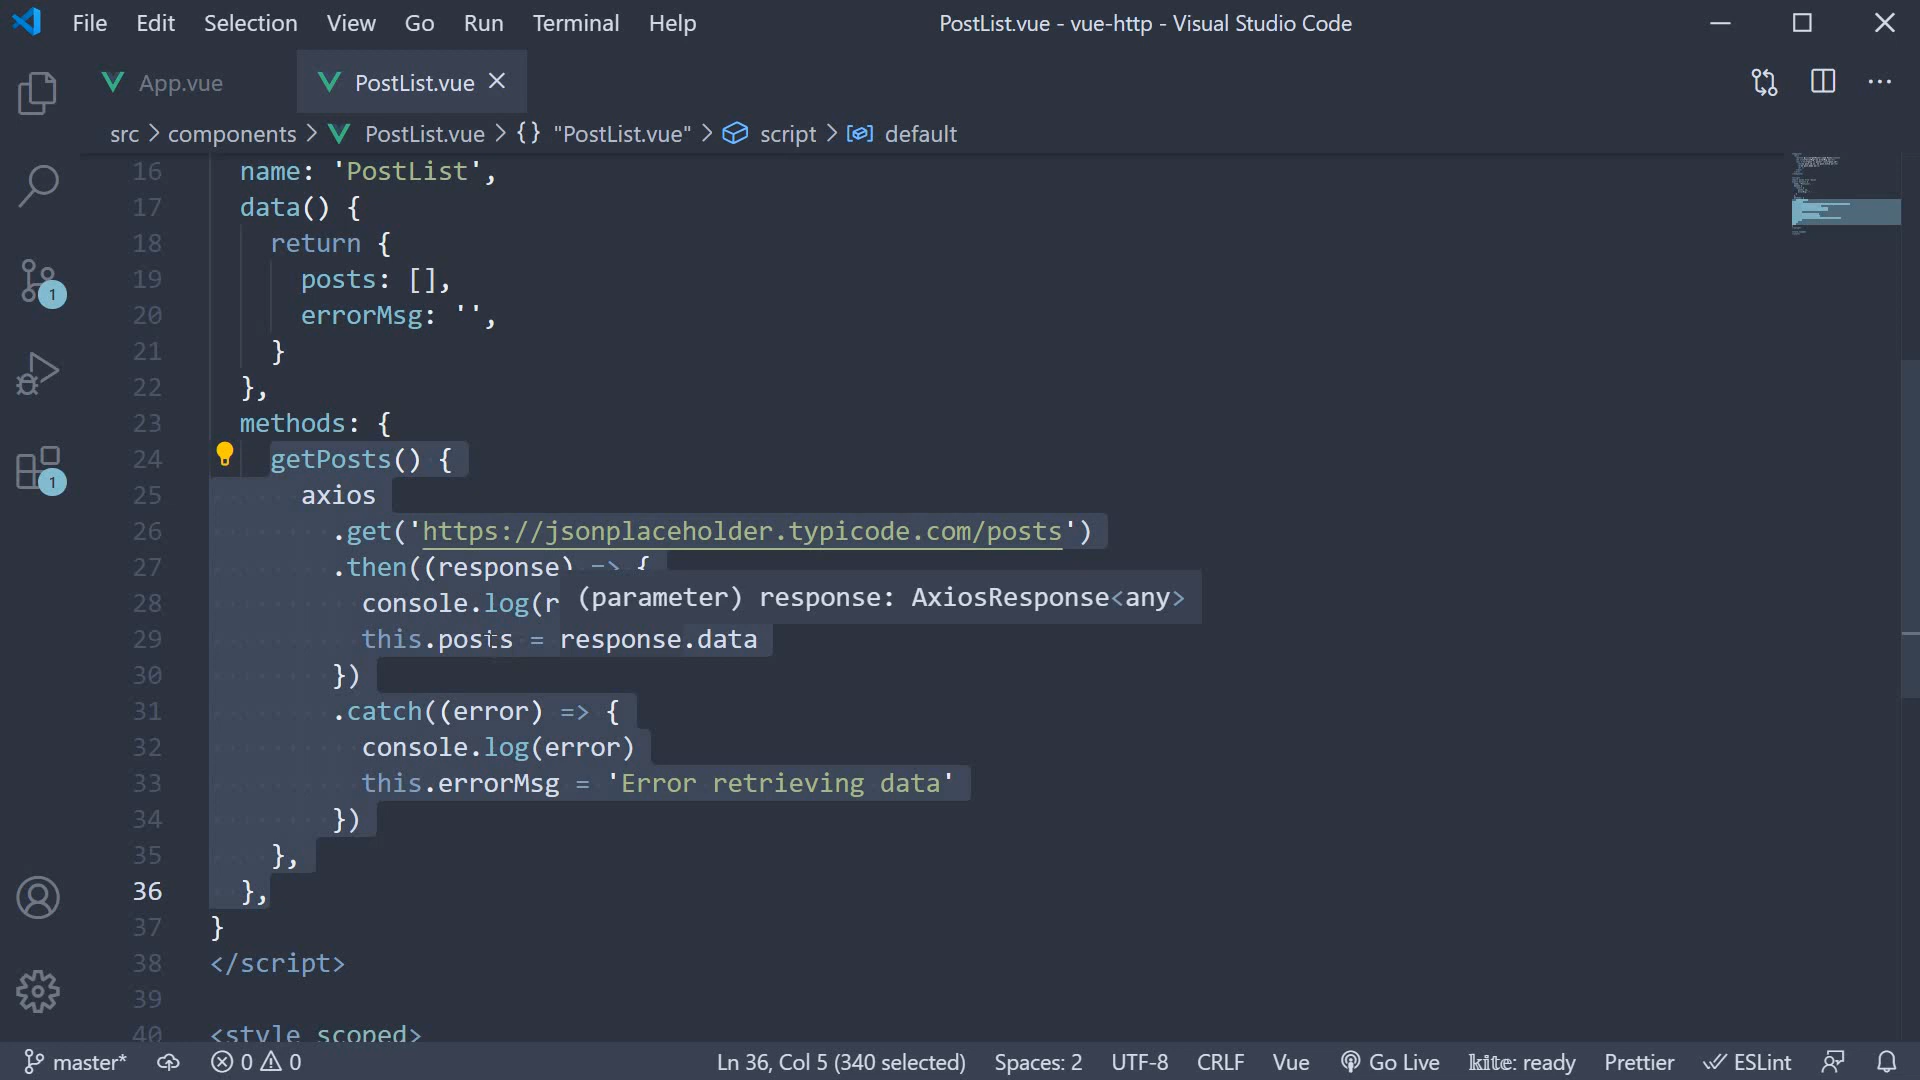 File Edit Selection View Go Run Terminal Help PostList.vue - vue-http - Visual Studio Code
App.vue PostList.vue
src > components > PostList.vue > {} "PostList.vue" > script > default
16 name: 'PostList',
17 data() {
18 return {
19 posts: [],
20 errorMsg: '',
21 }
22 },
23 methods: {
24 getPosts() {
25 axios
26 .get('https://jsonplaceholder.typicode.com/posts')
27 .then((response) => {
28 console.log(r
(parameter) response: AxiosResponse<any>
29 this.posts = response.data
30 })
31 .catch((error) => {
32 console.log(error)
33 this.errorMsg = 'Error retrieving data'
34 })
35 },
36 },
37 }
38 </script>
39
40 <style scoped>
1
1
master* 0 0 Ln 36, Col 5 (340 selected) Spaces: 2 UTF-8 CRLF Vue Go Live kite: ready Prettier ESLint